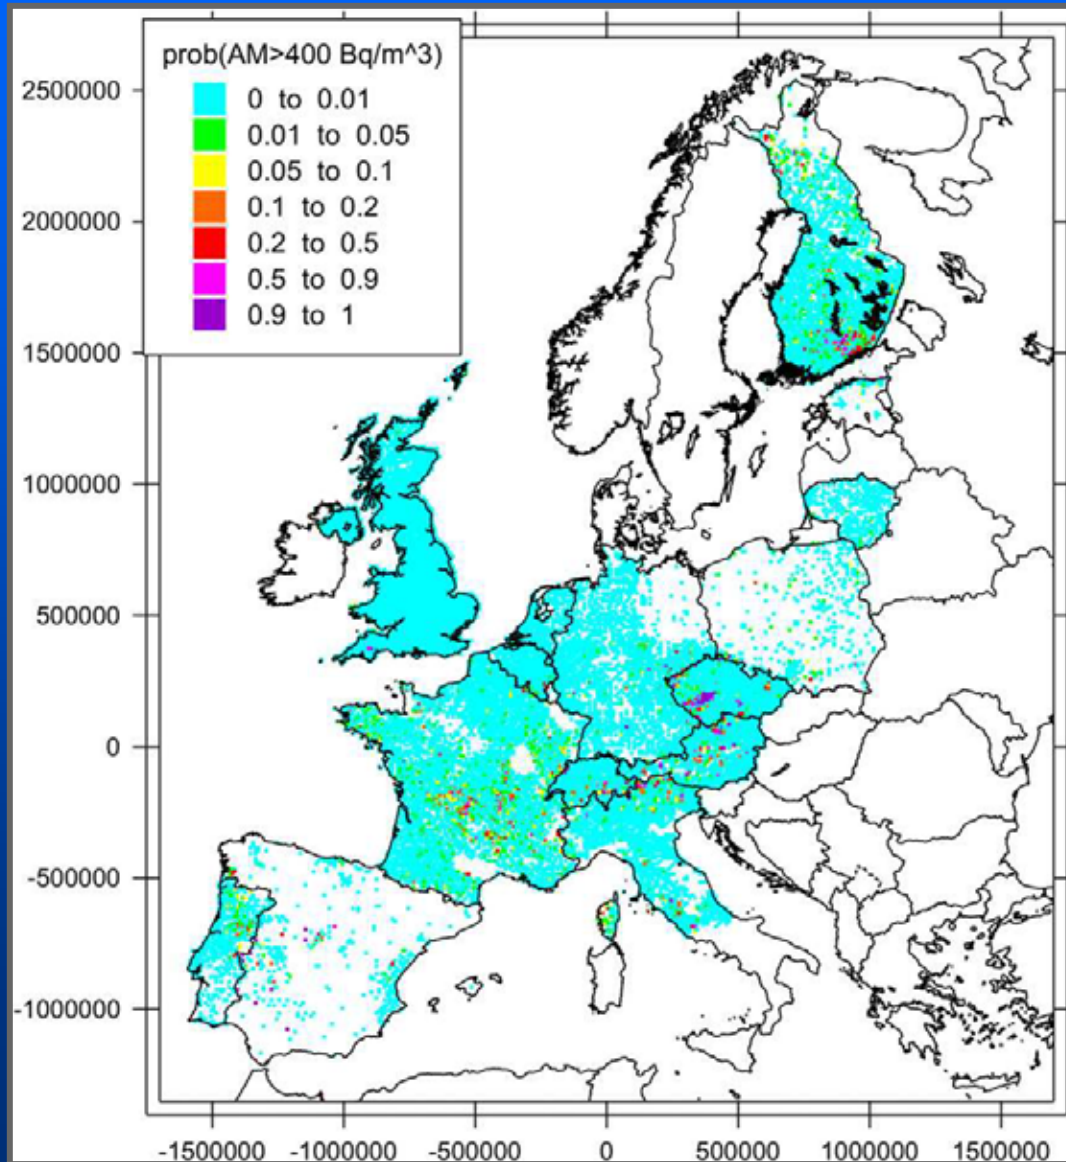 prob(AM>400 Bq/m^3)
0 to 0.01
0.01 to 0.05
0.05 to 0.1
0.1 to 0.2
0.2 to 0.5
0.5 to 0.9
0.9 to 1
2500000
2000000
1500000
1000000
500000
0
-500000
-1000000
-1500000 -1000000 -500000 0 500000 1000000 1500000